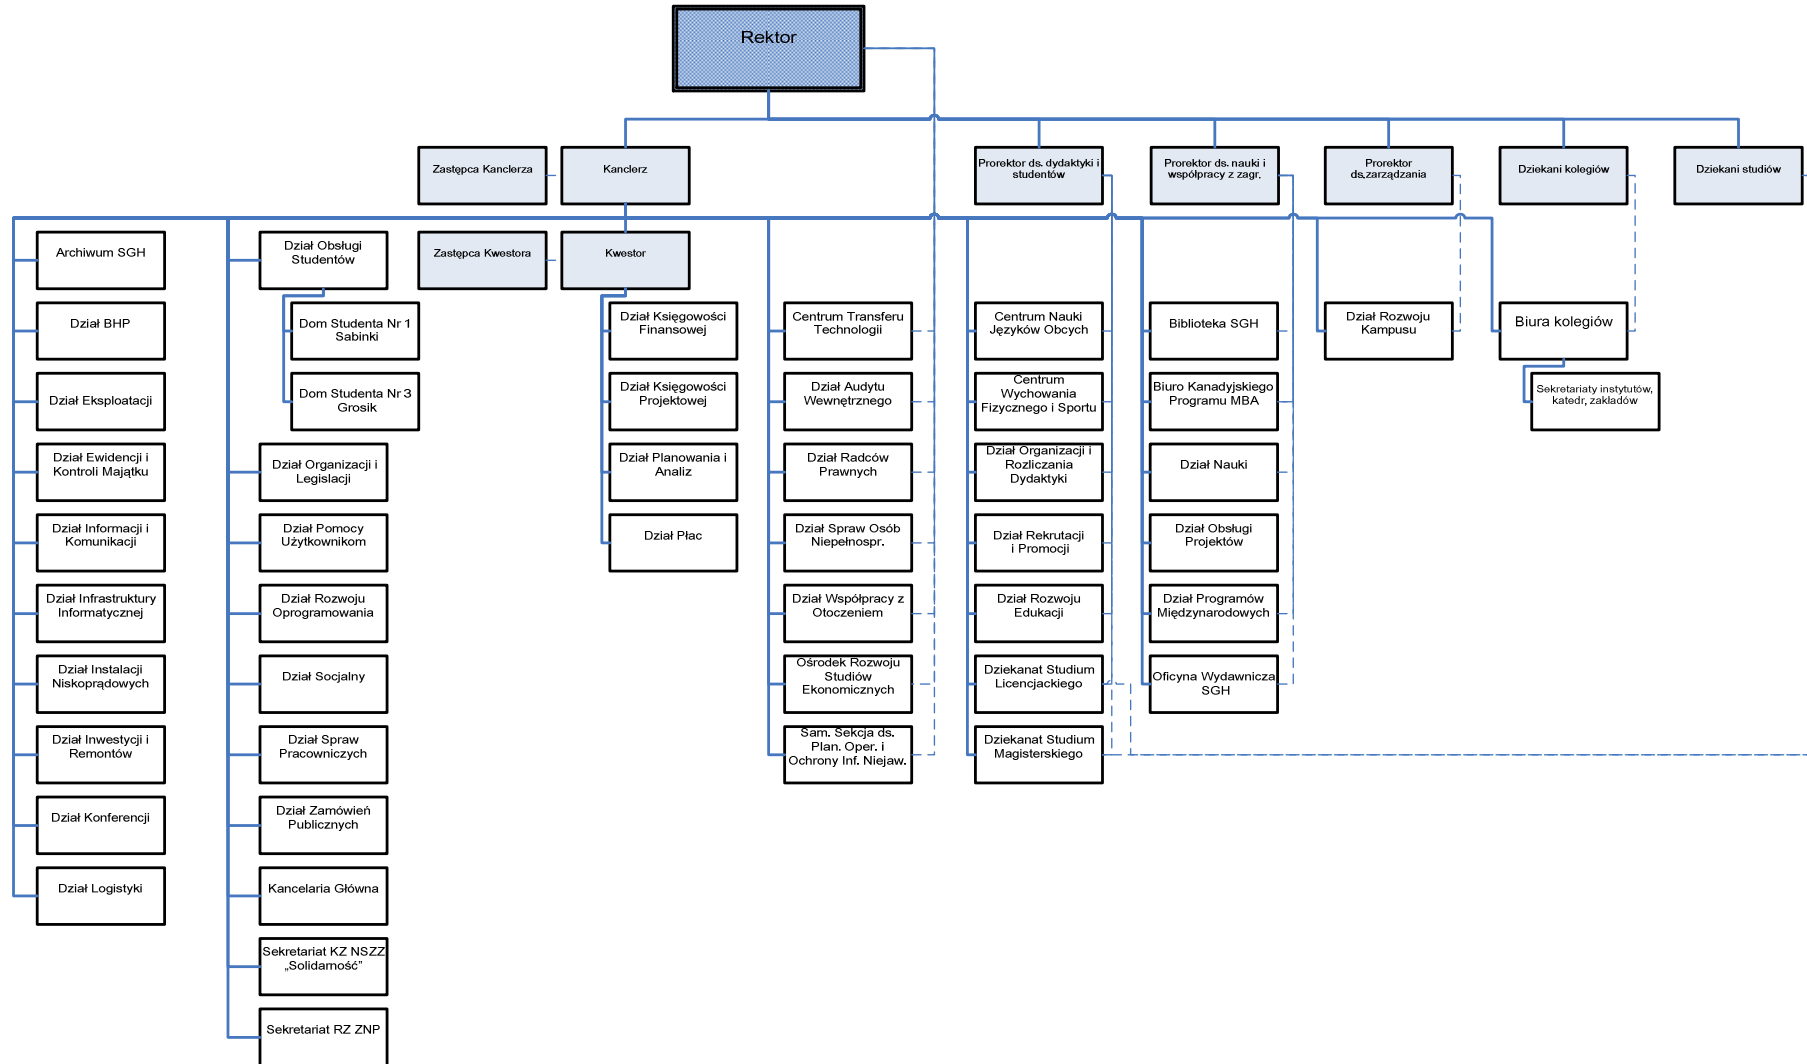 Rektor
Zastępca Kanclerza
Kanclerz
Prorektor ds. dydaktyki i
studentów
Prorektor ds. nauki i
współpracy z zagr.
Prorektor
ds.zarządzania
Dziekani kolegiów
Dziekani studiów
Archiwum SGH
Dział BHP
Dział Eksploatacji
Dział Ewidencji i
Kontroli Majątku
Dział Informacji i
Komunikacji
Dział Infrastruktury
Informatycznej
Dział Instalacji
Niskoprądowych
Dział Inwestycji i
Remontów
Dział Konferencji
Dział Logistyki
Dział Obsługi
Studentów
Dom Studenta Nr 1
Sabinki
Dom Studenta Nr 3
Grosik
Dział Organizacji i
Legislacji
Dział Pomocy
Użytkownikom
Dział Rozwoju
Oprogramowania
Dział Socjalny
Dział Spraw
Pracowniczych
Dział Zamówień
Publicznych
Kancelaria Główna
Sekretariat KZ NSZZ
„Solidarność”
Sekretariat RZ ZNP
Zastępca Kwestora
Kwestor
Dział Księgowości
Finansowej
Dział Księgowości
Projektowej
Dział Planowania i
Analiz
Dział Płac
Centrum Transferu
Technologii
Dział Audytu
Wewnętrznego
Dział Radców
Prawnych
Dział Spraw Osób
Niepełnospr.
Dział Współpracy z
Otoczeniem
Ośrodek Rozwoju
Studiów
Ekonomicznych
Sam. Sekcja ds.
Plan. Oper. i
Ochrony Inf. Niejaw.
Centrum Nauki
Języków Obcych
Centrum
Wychowania
Fizycznego i Sportu
Dział Organizacji i
Rozliczania
Dydaktyki
Dział Rekrutacji
i Promocji
Dział Rozwoju
Edukacji
Dziekanat Studium
Licencjackiego
Dziekanat Studium
Magisterskiego
Biblioteka SGH
Biuro Kanadyjskiego
Programu MBA
Dział Nauki
Dział Obsługi
Projektów
Dział Programów
Międzynarodowych
Oficyna Wydawnicza
SGH
Dział Rozwoju
Kampusu
Biura kolegiów
Sekretariaty instytutów,
katedr, zakładów